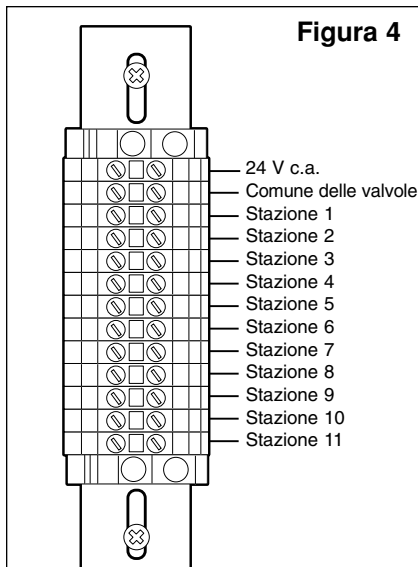 Figura 4
24 V c.a.
Comune delle valvole
Stazione 1
Stazione 2
Stazione 3
Stazione 4
Stazione 5
Stazione 6
Stazione 7
Stazione 8
Stazione 9
Stazione 10
Stazione 11